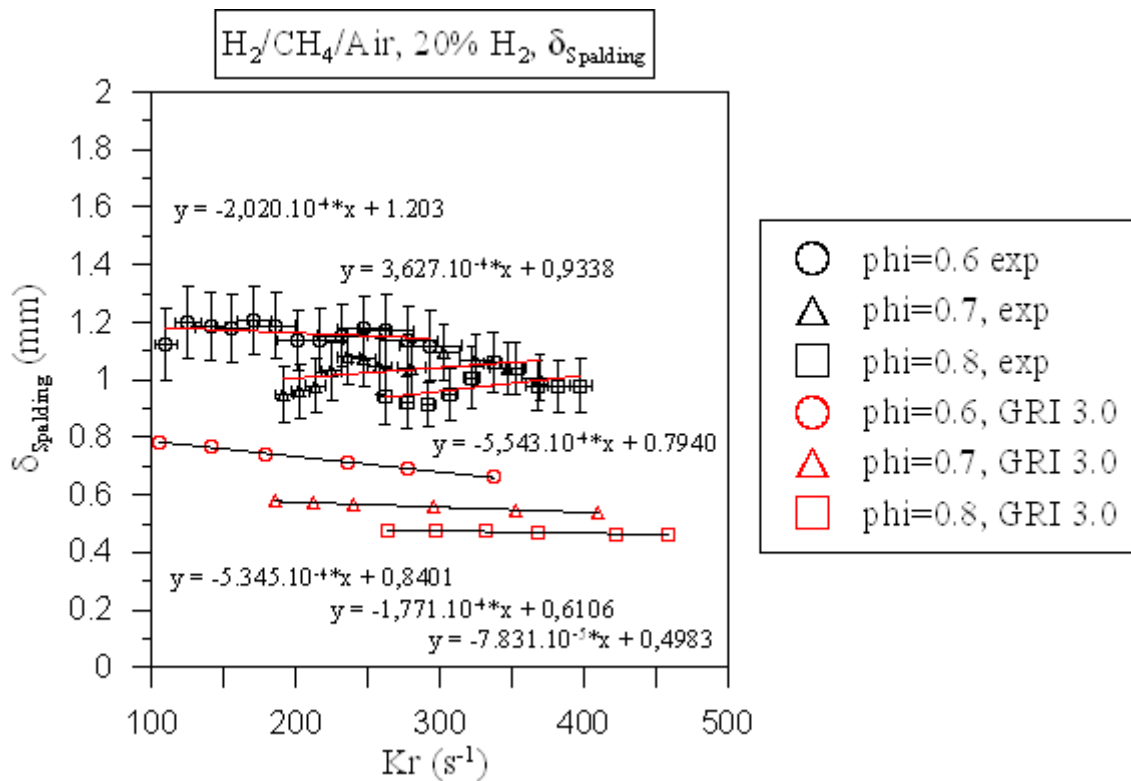 H₂/CH₄/Air, 20% H₂, δSpalding
2
1.8
1.6
1.4
1.2
1
0.8
0.6
0.4
0.2
0
δSpalding (mm)
y = -2,020.10⁻⁴*x + 1.203
y = 3,627.10⁻⁴*x + 0,9338
y = -5,543.10⁻⁴*x + 0.7940
y = -5.345.10⁻⁴*x + 0,8401
y = -1,771.10⁻⁴*x + 0,6106
y = -7.831.10⁻⁵*x + 0,4983
100 200 300 400 500
Kr (s⁻¹)
phi=0.6 exp
phi=0.7, exp
phi=0.8, exp
phi=0.6, GRI 3.0
phi=0.7, GRI 3.0
phi=0.8, GRI 3.0